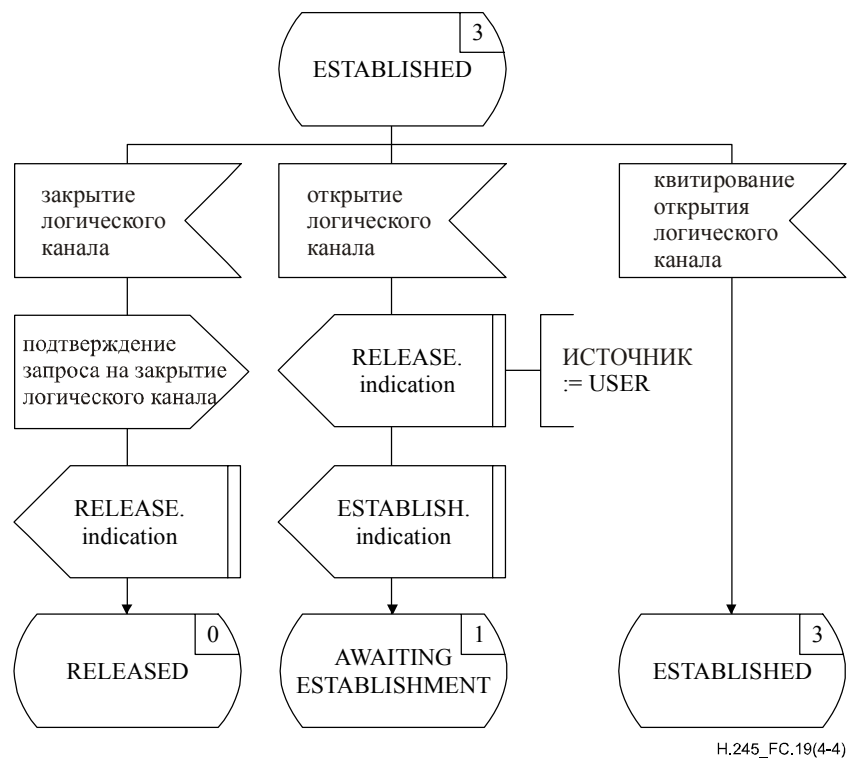 3
ESTABLISHED
закрытие
логического
канала
открытие
логического
канала
квитирование
открытия
логического
канала
подтверждение
запроса на закрытие
логического канала
RELEASE.
indication
ИСТОЧНИК
:= USER
RELEASE.
indication
ESTABLISH.
indication
0
RELEASED
1
AWAITING
ESTABLISHMENT
3
ESTABLISHED
H.245_FC.19(4-4)